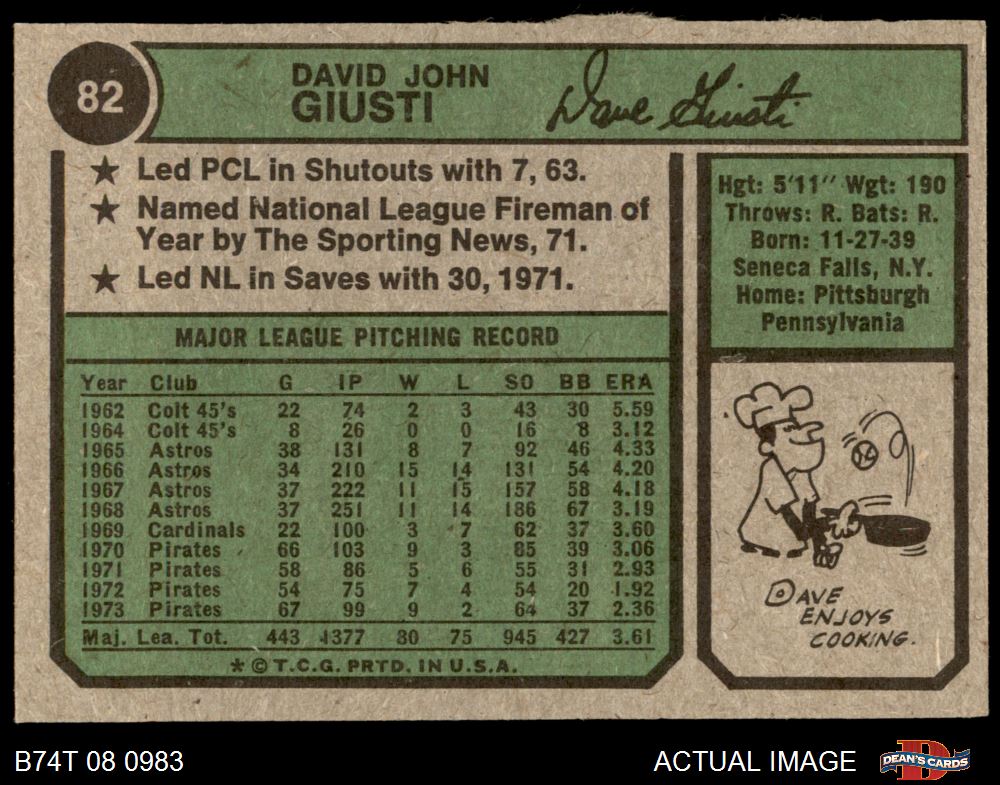 82
DAVID JOHN
GIUSTI
Dave Giusti
★ Led PCL in Shutouts with 7, 63.
★ Named National League Fireman of
Year by The Sporting News, 71.
★ Led NL in Saves with 30, 1971.
Hgt: 5'11" Wgt: 190
Throws: R. Bats: R.
Born: 11-27-39
Seneca Falls, N.Y.
Home: Pittsburgh
Pennsylvania
MAJOR LEAGUE PITCHING RECORD
Year Club G IP W L SO BB ERA
1962 Colt 45's 22 74 2 3 43 30 5.59
1964 Colt 45's 8 26 0 0 16 8 3.12
1965 Astros 38 131 8 7 92 46 4.33
1966 Astros 34 210 15 14 131 54 4.20
1967 Astros 37 222 11 15 157 58 4.18
1968 Astros 37 251 11 14 186 67 3.19
1969 Cardinals 22 100 3 7 62 37 3.60
1970 Pirates 66 103 9 3 85 39 3.06
1971 Pirates 58 86 5 6 55 31 2.93
1972 Pirates 54 75 7 4 54 20 1.92
1973 Pirates 67 99 9 2 64 37 2.36
Maj. Lea. Tot. 443 1377 80 75 945 427 3.61
* © T.C.G. PRTD. IN U.S.A.
DAVE
ENJOYS
COOKING.
B74T 08 0983
ACTUAL IMAGE
D
DEAN'S CARDS